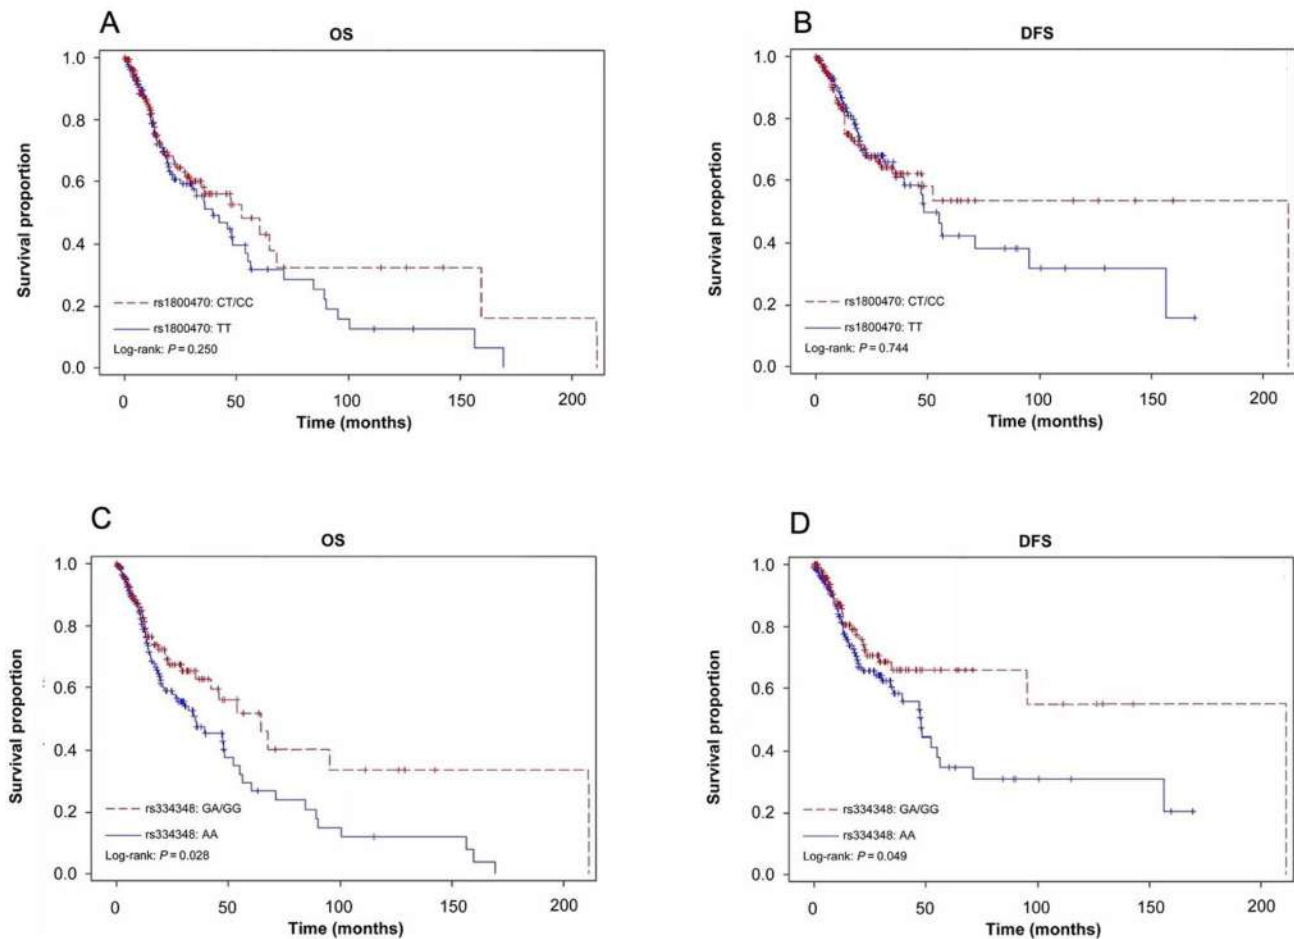 A
OS
1.0
0.8
0.6
0.4
0.2
0.0
Survival proportion
rs1800470: CT/CC
rs1800470: TT
Log-rank: P = 0.250
0 50 100 150 200
Time (months)
B
DFS
1.0
0.8
0.6
0.4
0.2
0.0
Survival proportion
rs1800470: CT/CC
rs1800470: TT
Log-rank: P = 0.744
0 50 100 150 200
Time (months)
C
OS
1.0
0.8
0.6
0.4
0.2
0.0
Survival proportion
rs334348: GA/GG
rs334348: AA
Log-rank: P = 0.028
0 50 100 150 200
Time (months)
D
DFS
1.0
0.8
0.6
0.4
0.2
0.0
Survival proportion
rs334348: GA/GG
rs334348: AA
Log-rank: P = 0.049
0 50 100 150 200
Time (months)